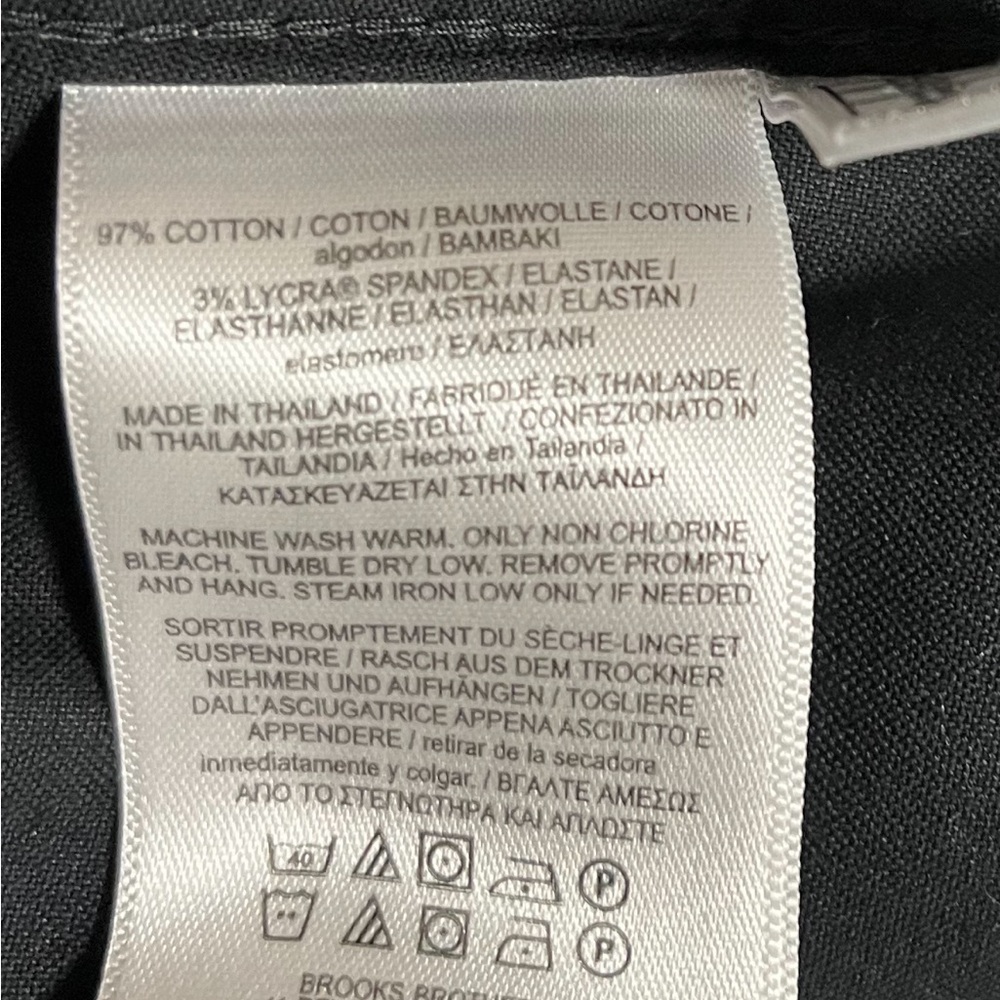 97% COTTON / COTON / BAUMWOLLE / COTONE /
algodon / BAMBAKI
3% LYCRA® SPANDEX / ELASTANE /
ELASTHANNE / ELASTHAN / ELASTAN /
elastomero / ΕΛΑΣΤΑΝΗ
MADE IN THAILAND / FABRIQUÉ EN THAILANDE /
IN THAILAND HERGESTELLT / CONFEZIONATO IN
TAILANDIA / Hecho en Tailandia /
ΚΑΤΑΣΚΕΥΑΖΕΤΑΙ ΣΤΗΝ ΤΑΪΛΑΝΔΗ
MACHINE WASH WARM. ONLY NON CHLORINE
BLEACH. TUMBLE DRY LOW. REMOVE PROMPTLY
AND HANG. STEAM IRON LOW ONLY IF NEEDED.
SORTIR PROMPTEMENT DU SÈCHE-LINGE ET
SUSPENDRE / RASCH AUS DEM TROCKNER
NEHMEN UND AUFHÄNGEN / TOGLIERE
DALL'ASCIUGATRICE APPENA ASCIUTTO E
APPENDERE / retirar de la secadora
inmediatamente y colgar. / ΒΓΑΛΤΕ ΑΜΕΣΩΣ
ΑΠΟ ΤΟ ΣΤΕΓΝΩΤΗΡΑ ΚΑΙ ΑΠΛΩΣΤΕ
40 P
P
BROOKS